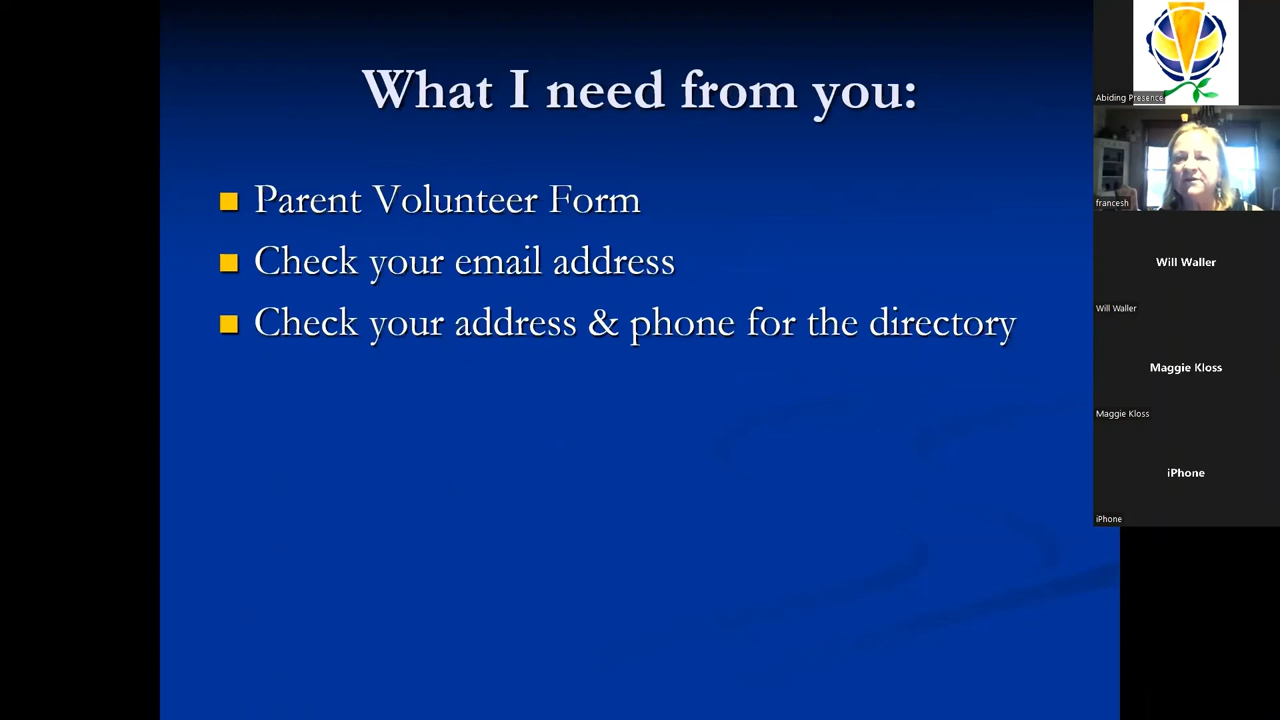 What I need from you:
Parent Volunteer Form
Check your email address
Check your address & phone for the directory
Abiding Presence
francesh
Will Waller
Will Waller
Maggie Kloss
Maggie Kloss
iPhone
iPhone